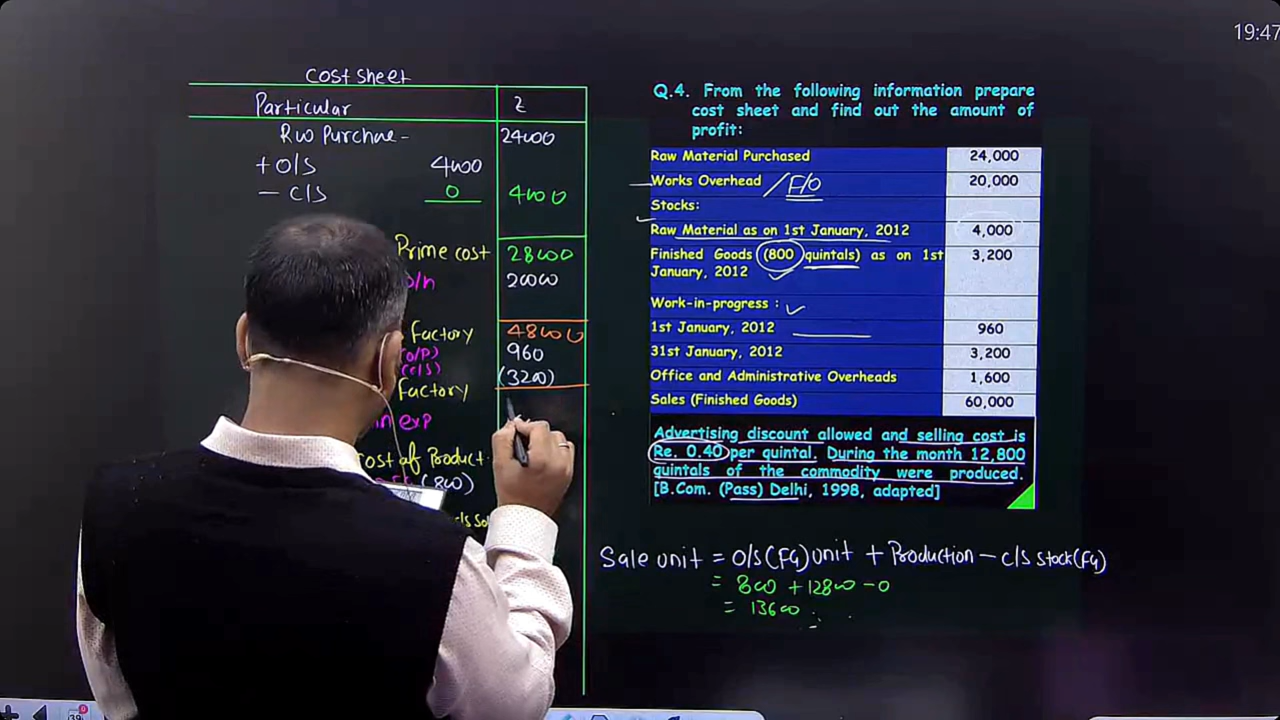 19:47
Cost sheet
Particular ₹
Rw Purchae - 24000
+ O/S 4000
- C/S 0 4000
Prime cost 28000
o/h 20000
Factory 48000
(O/P) 960
(C/S) (3200)
Factory
in exp
Cost of Product
(800)
Q.4. From the following information prepare
cost sheet and find out the amount of
profit:
Raw Material Purchased 24,000
Works Overhead / F/O 20,000
Stocks:
Raw Material as on 1st January, 2012 4,000
Finished Goods (800 quintals) as on 1st 3,200
January, 2012
Work-in-progress :
1st January, 2012 960
31st January, 2012 3,200
Office and Administrative Overheads 1,600
Sales (Finished Goods) 60,000
Advertising discount allowed and selling cost is
Re. 0.40 per quintal. During the month 12,800
quintals of the commodity were produced.
[B.Com. (Pass) Delhi, 1998, adapted]
Sale unit = O/S (FG) unit + Production - C/S stock (FG)
= 800 + 12800 - 0
= 13600